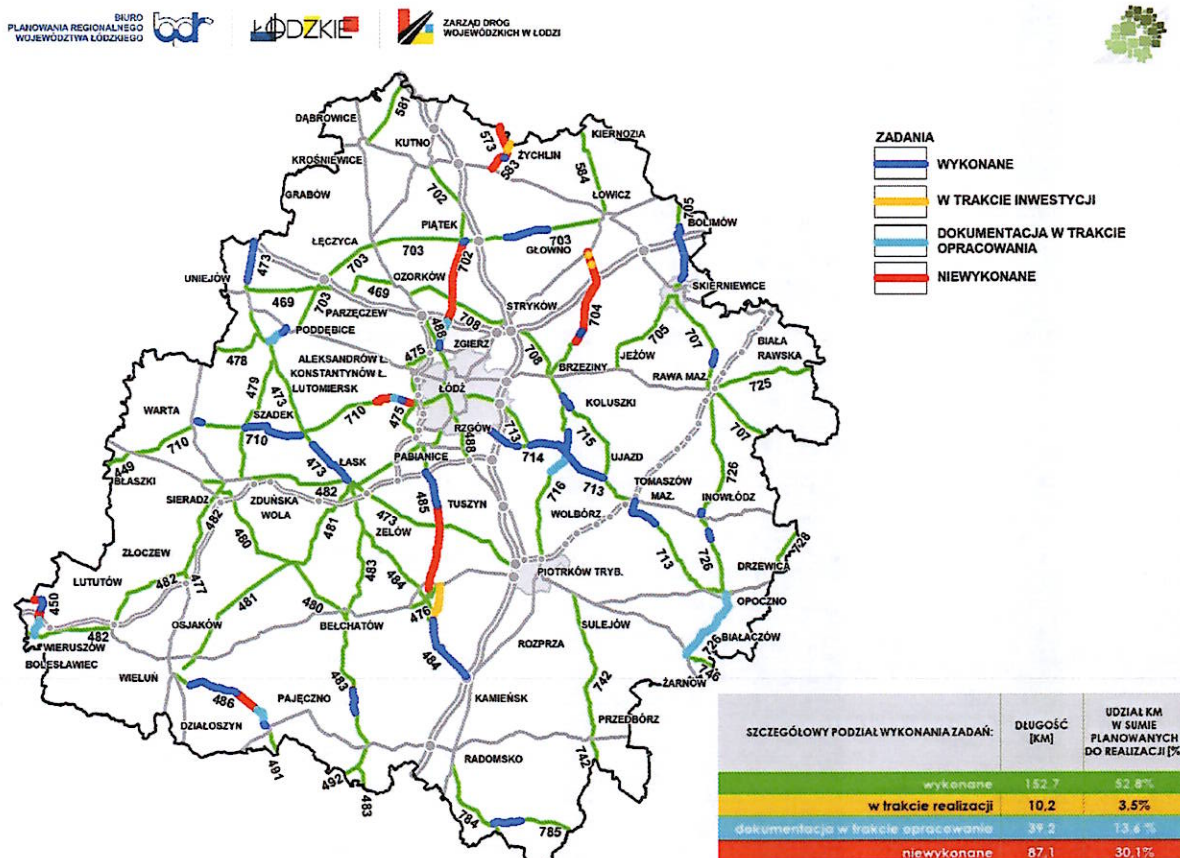 BIURO
PLANOWANIA REGIONALNEGO
WOJEWÓDZTWA ŁÓDZKIEGO
bpr
ŁÓDZKIE
ZARZĄD DRÓG
WOJEWÓDZKICH W ŁODZI
ZADANIA
WYKONANE
W TRAKCIE INWESTYCJI
DOKUMENTACJA W TRAKCIE
OPRACOWANIA
NIEWYKONANE
DĄBROWICE
581
KUTNO
573
ŻYCHLIN
583
KIERNOZIA
KROŚNIEWICE
584
GRABÓW
702
ŁOWICZ
705
BOLIMÓW
PIĄTEK
ŁĘCZYCA
703
703
GŁOWNO
703
473
702
UNIEJÓW
OZORKÓW
469
703
469
STRYKÓW
SKIERNIEWICE
PARZĘCZEW
488
708
704
705
707
PODDĘBICE
ZGIERZ
708
BIAŁA
RAWSKA
478
ALEKSANDRÓW Ł.
475
JEŻÓW
KONSTANTYNÓW Ł.
BRZEZINY
RAWA MAZ.
725
479
473
LUTOMIERSK
ŁÓDŹ
WARTA
SZADEK
710
475
KOLUSZKI
707
710
710
RZGÓW
713
715
488
714
UJAZD
726
449
473
ŁASK
PABIANICE
BŁASZKI
482
713
TOMASZÓW
MAZ.
SIERADZ
485
TUSZYN
716
INOWŁÓDZ
ZDUŃSKA
WOLA
482
481
473
WOLBÓRZ
480
ZELÓW
728
ZŁOCZEW
713
726
DRZEWICA
483
484
PIOTRKÓW TRYB.
LUTUTÓW
482
477
450
481
480
476
OPOCZNO
482
OSJAKÓW
BEŁCHATÓW
SULEJÓW
BIAŁACZÓW
WIERUSZÓW
726
BOLESŁAWIEC
484
ROZPRZA
746
ŻARNÓW
WIELUŃ
742
486
PAJĘCZNO
483
KAMIEŃSK
DZIAŁOSZYN
PRZEDBÓRZ
742
RADOMSKO
491
492
483
784
785
SZCZEGÓŁOWY PODZIAŁ WYKONANIA ZADAŃ:
DŁUGOŚĆ
[KM]
UDZIAŁ KM
W SUMIE
PLANOWANYCH
DO REALIZACJI [%
wykonane 152,7 52,8%
w trakcie realizacji 10,2 3,5%
dokumentacja w trakcie opracowania 39,2 13,6 %
niewykonane 87,1 30,1%